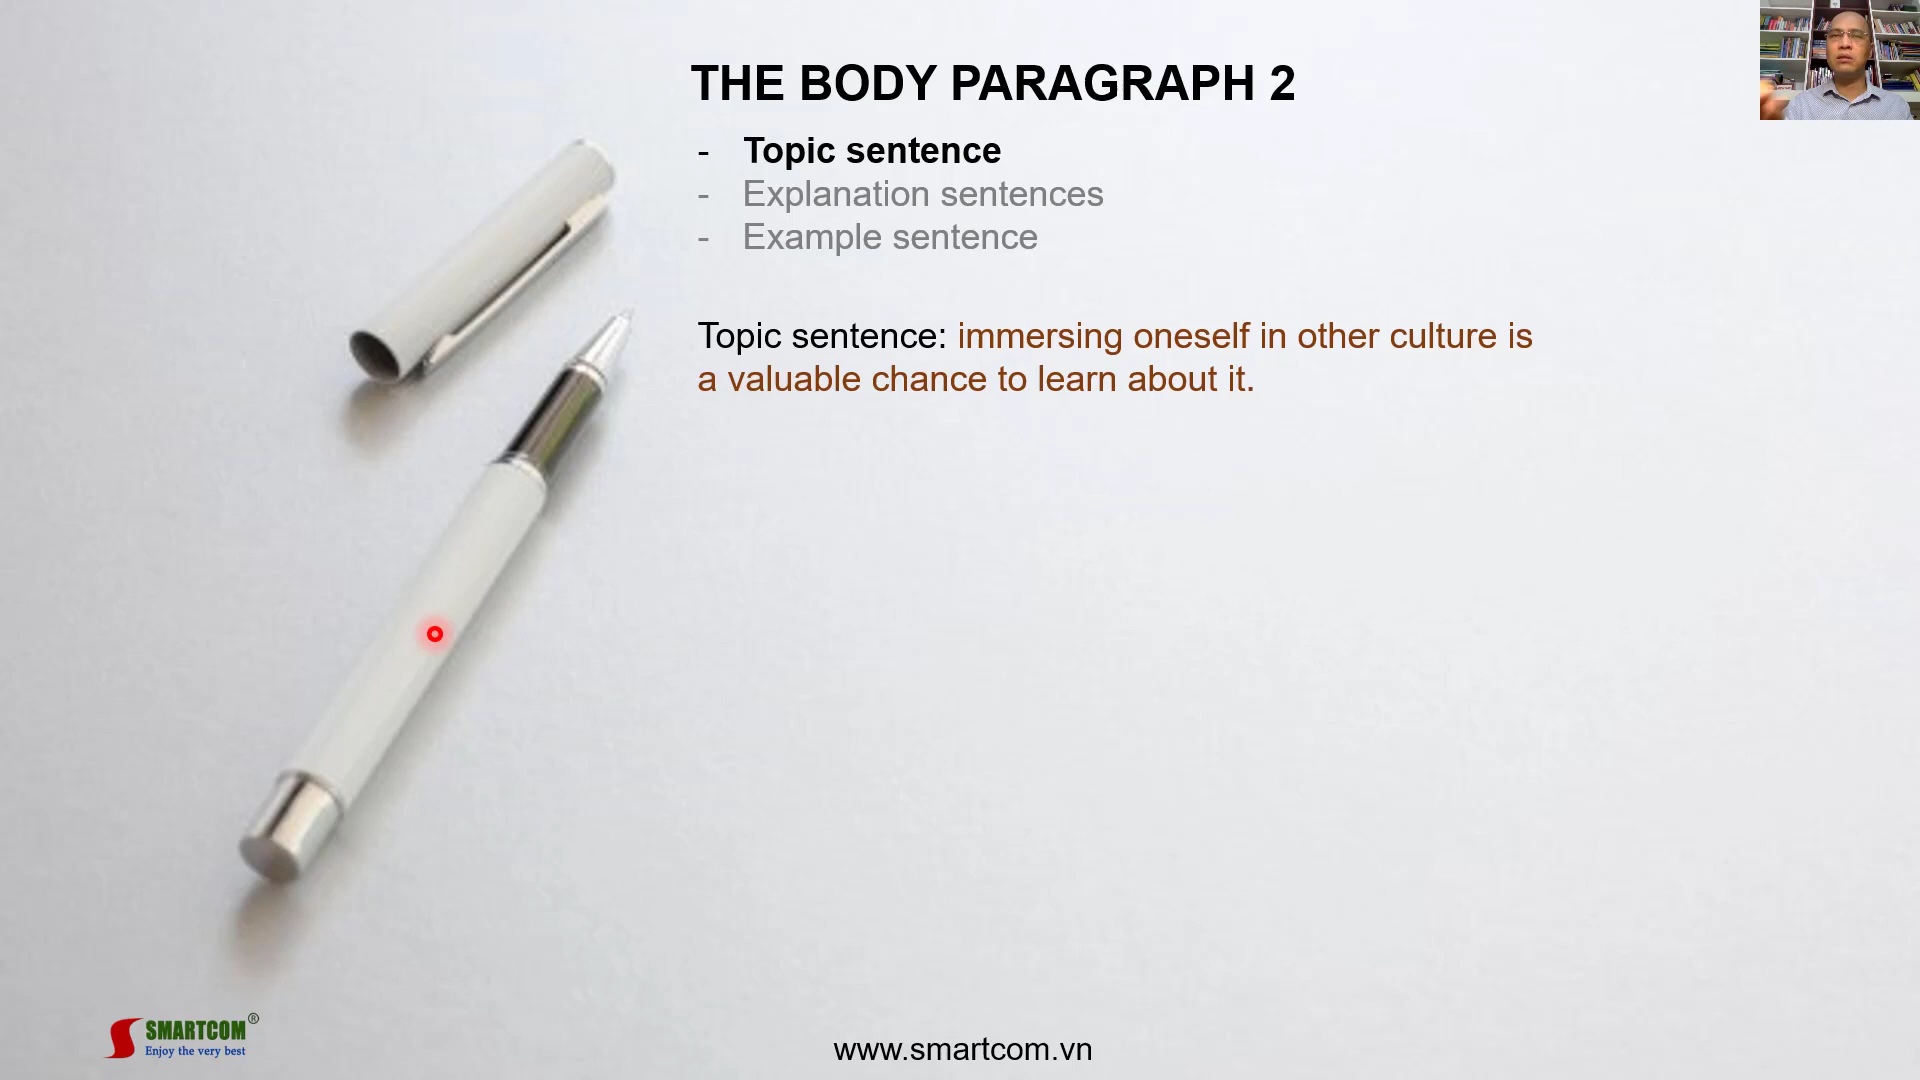 THE BODY PARAGRAPH 2
- Topic sentence
- Explanation sentences
- Example sentence
Topic sentence: immersing oneself in other culture is
a valuable chance to learn about it.
SMARTCOM®
Enjoy the very best
www.smartcom.vn